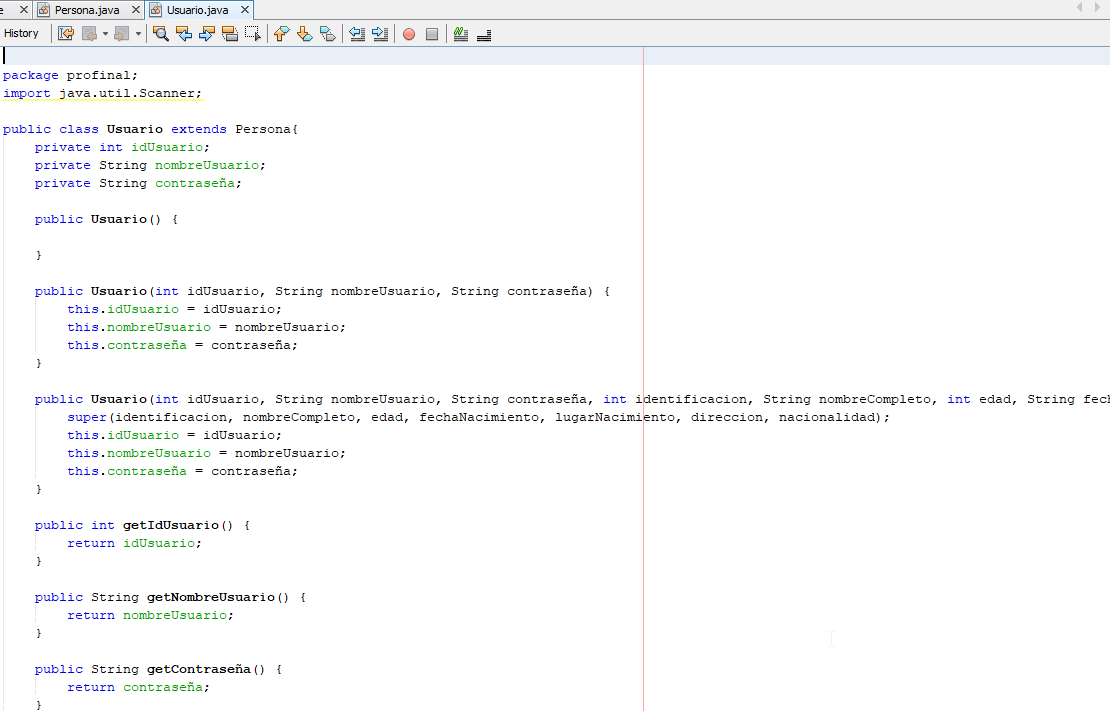 Persona.java
Usuario.java
History
package profinal;
import java.util.Scanner;
public class Usuario extends Persona{
private int idUsuario;
private String nombreUsuario;
private String contraseña;
public Usuario() {
}
public Usuario(int idUsuario, String nombreUsuario, String contraseña) {
this.idUsuario = idUsuario;
this.nombreUsuario = nombreUsuario;
this.contraseña = contraseña;
}
public Usuario(int idUsuario, String nombreUsuario, String contraseña, int identificacion, String nombreCompleto, int edad, String
super(identificacion, nombreCompleto, edad, fechaNacimiento, lugarNacimiento, direccion, nacionalidad);
this.idUsuario = idUsuario;
this.nombreUsuario = nombreUsuario;
this.contraseña = contraseña;
}
public int getIdUsuario() {
return idUsuario;
}
public String getNombreUsuario() {
return nombreUsuario;
}
public String getContraseña() {
return contraseña;
}